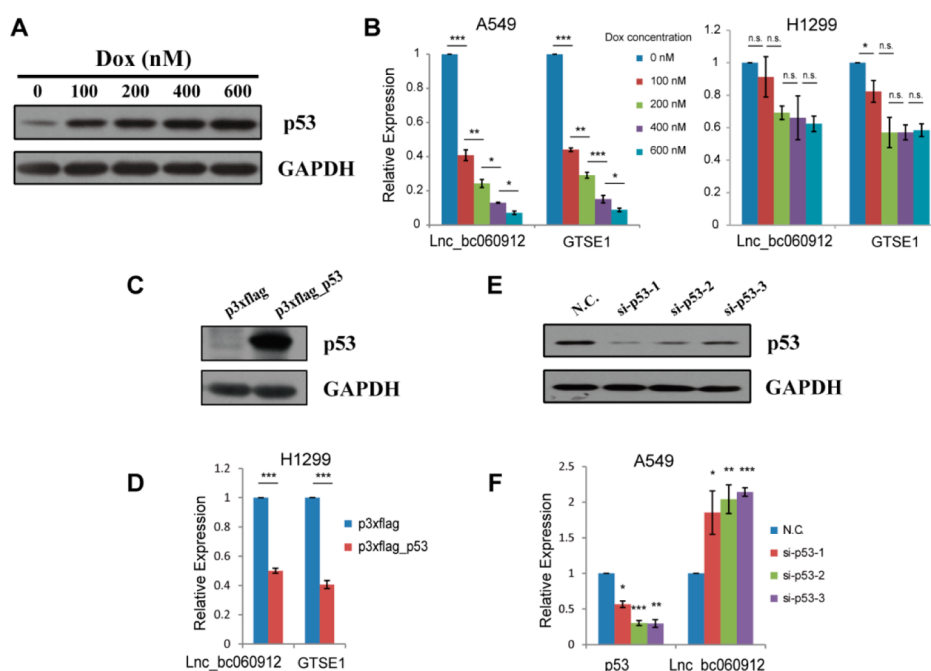 A
Dox (nM)
0 100 200 400 600
p53
GAPDH
B
A549
Relative Expression
1
0.8
0.6
0.4
0.2
0
***
**
*
*
***
**
***
*
Lnc_bc060912 GTSE1
Dox concentration
0 nM
100 nM
200 nM
400 nM
600 nM
H1299
1.2
1
0.8
0.6
0.4
0.2
0
n.s. n.s.
n.s. n.s.
* n.s.
n.s. n.s.
Lnc_bc060912 GTSE1
C
p3xflag p3xflag_p53
p53
GAPDH
E
N.C. si-p53-1 si-p53-2 si-p53-3
p53
GAPDH
D
H1299
Relative Expression
1.2
1
0.8
0.6
0.4
0.2
0
*** ***
Lnc_bc060912 GTSE1
p3xflag
p3xflag_p53
F
A549
Relative Expression
2.5
2
1.5
1
0.5
0
* *** **
* ** ***
p53 Lnc_bc060912
N.C.
si-p53-1
si-p53-2
si-p53-3